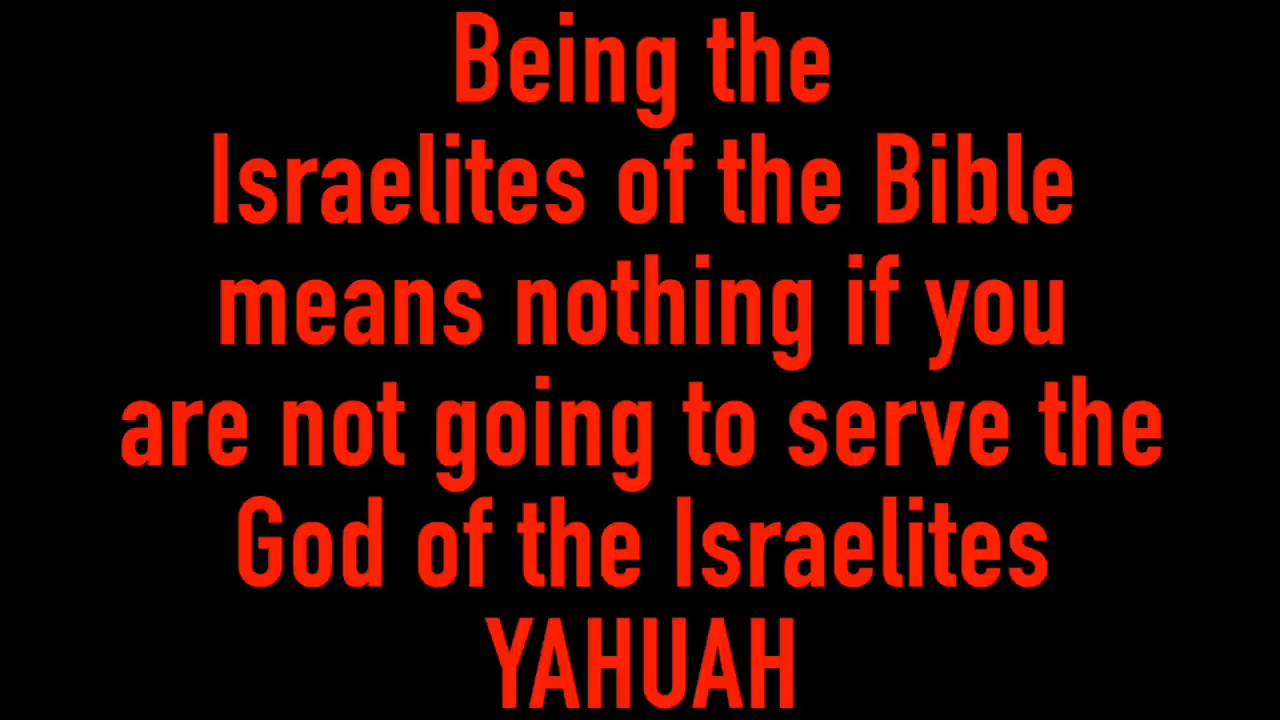 Being the
Israelites of the Bible
means nothing if you
are not going to serve the
God of the Israelites
YAHUAH